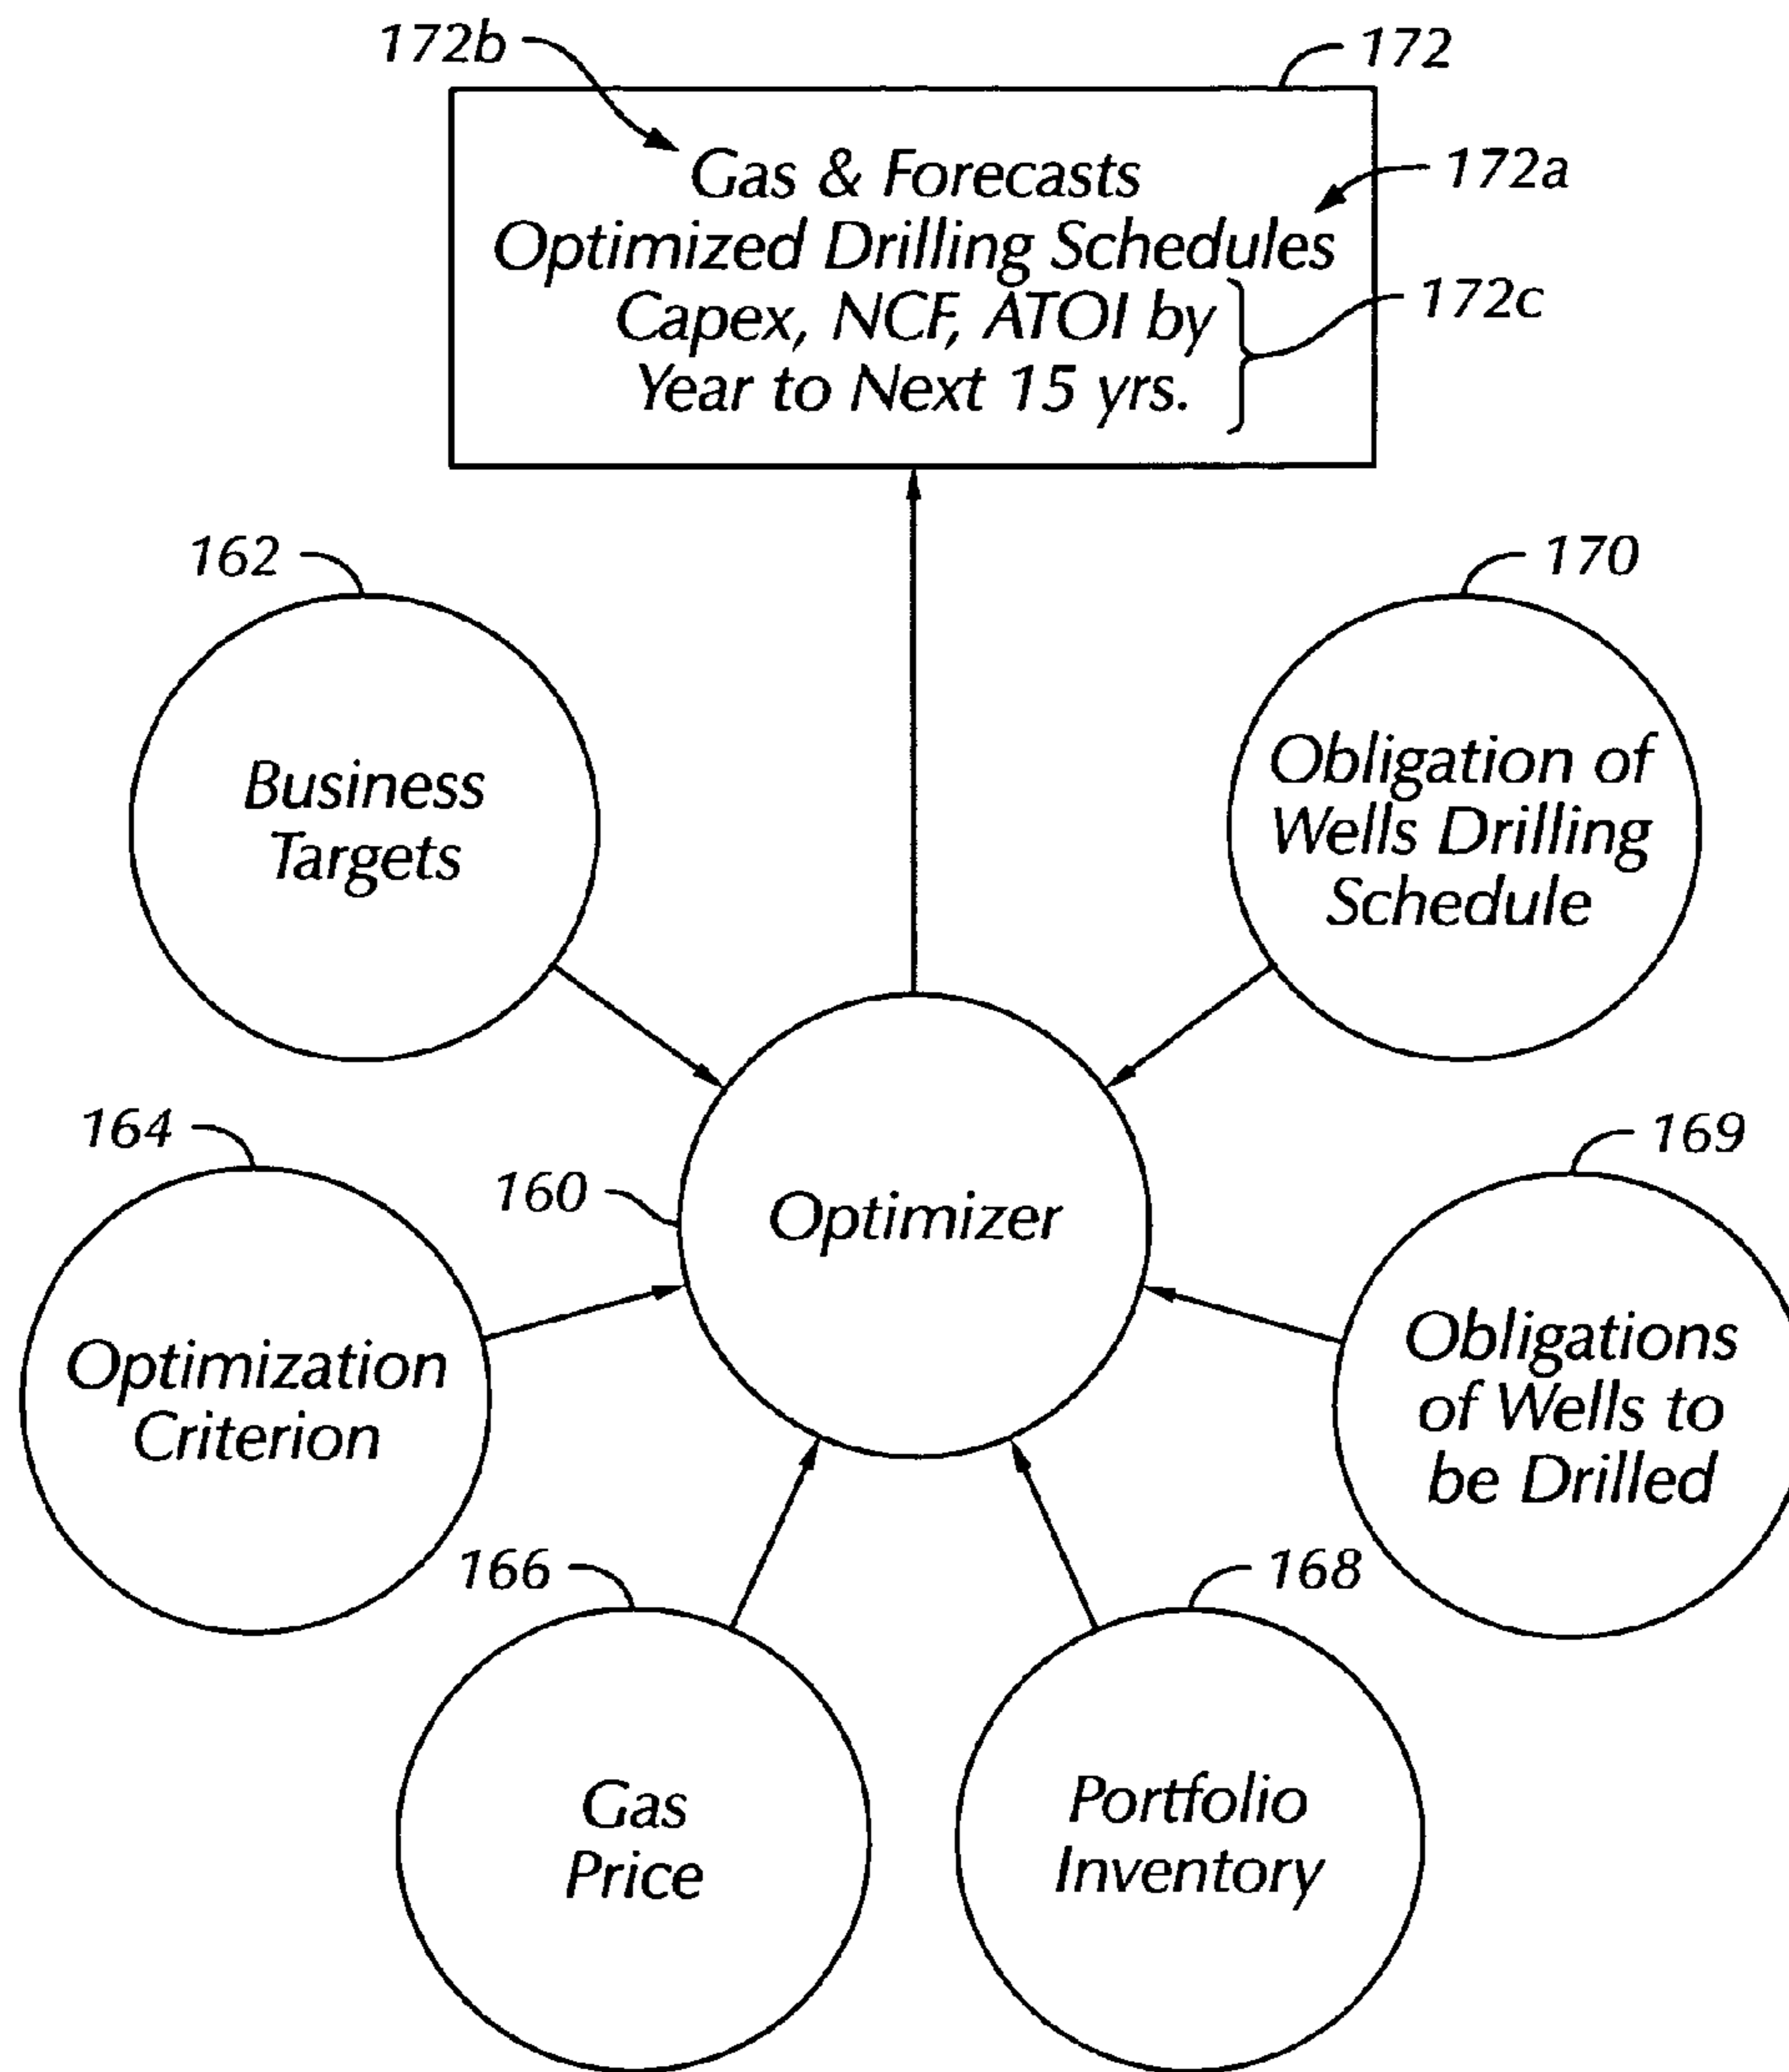 172b
172
Gas & Forecasts
172a
Optimized Drilling Schedules
Capex, NCF, ATOI by
172c
Year to Next 15 yrs.
162
170
Business
Targets
Obligation of
Wells Drilling
Schedule
164
169
160
Optimizer
Optimization
Criterion
Obligations
of Wells to
be Drilled
166
168
Gas
Price
Portfolio
Inventory